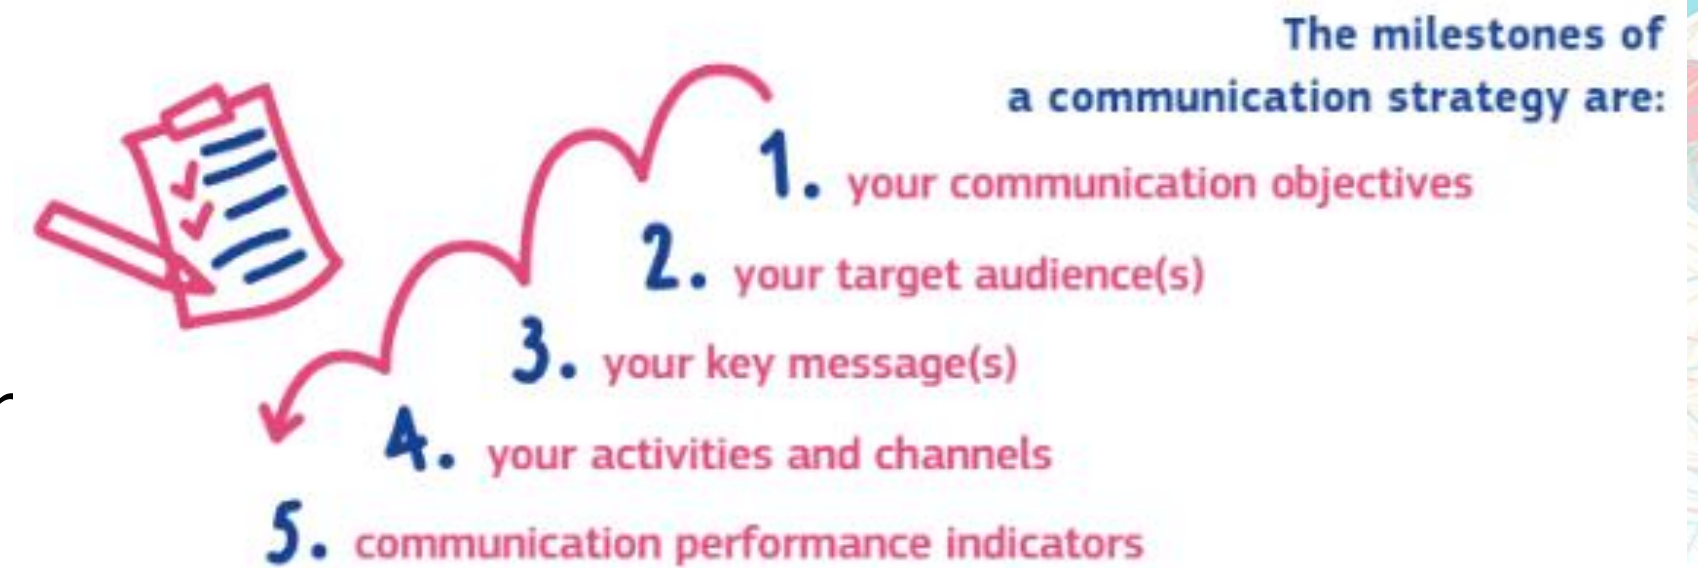 The milestones of
a communication strategy are:
1. your communication objectives
2. your target audience(s)
3. your key message(s)
4. your activities and channels
5. communication performance indicators